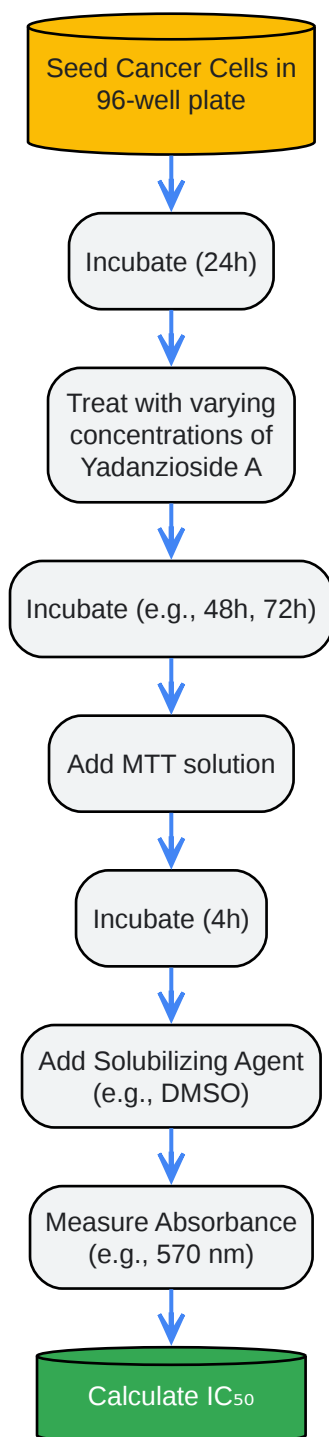 Seed Cancer Cells in
96-well plate
Incubate (24h)
Treat with varying
concentrations of
Yadanzioside A
Incubate (e.g., 48h, 72h)
Add MTT solution
Incubate (4h)
Add Solubilizing Agent
(e.g., DMSO)
Measure Absorbance
(e.g., 570 nm)
Calculate IC₅₀